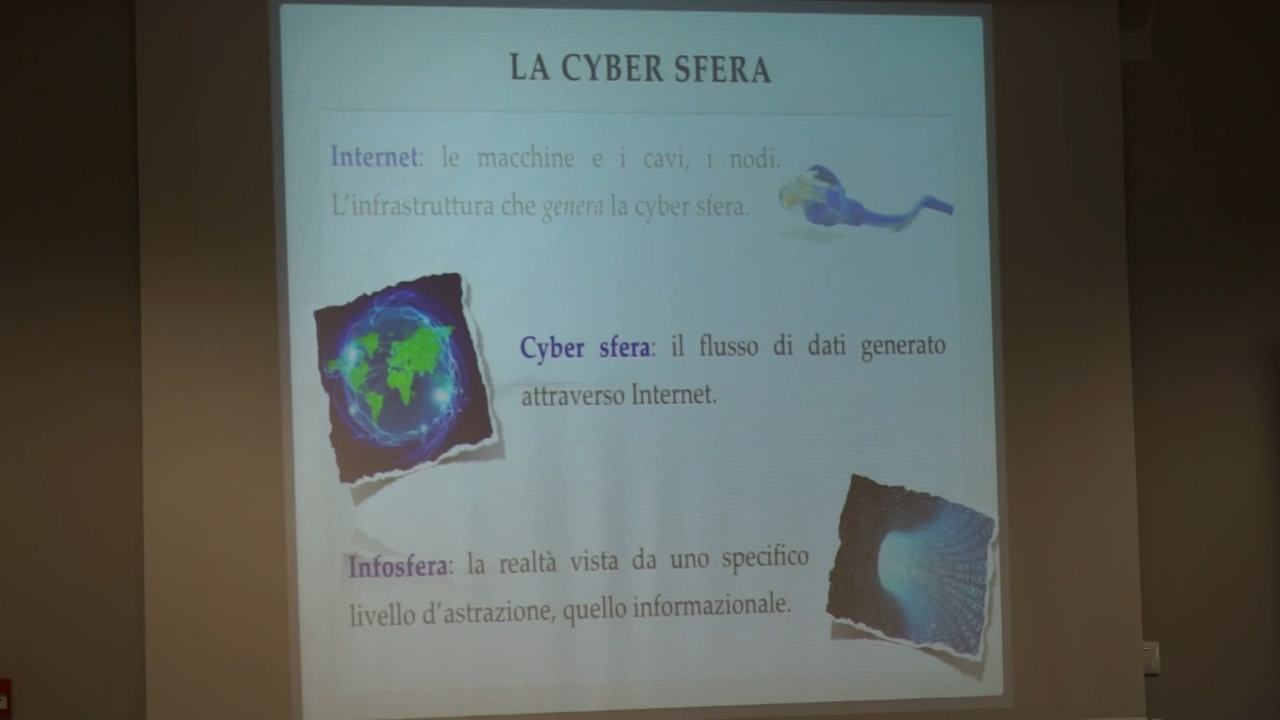 LA CYBER SFERA
Internet: le macchine e i cavi, i nodi.
L'infrastruttura che genera la cyber sfera.
Cyber sfera: il flusso di dati generato
attraverso Internet.
Infosfera: la realtà vista da uno specifico
livello d'astrazione, quello informazionale.